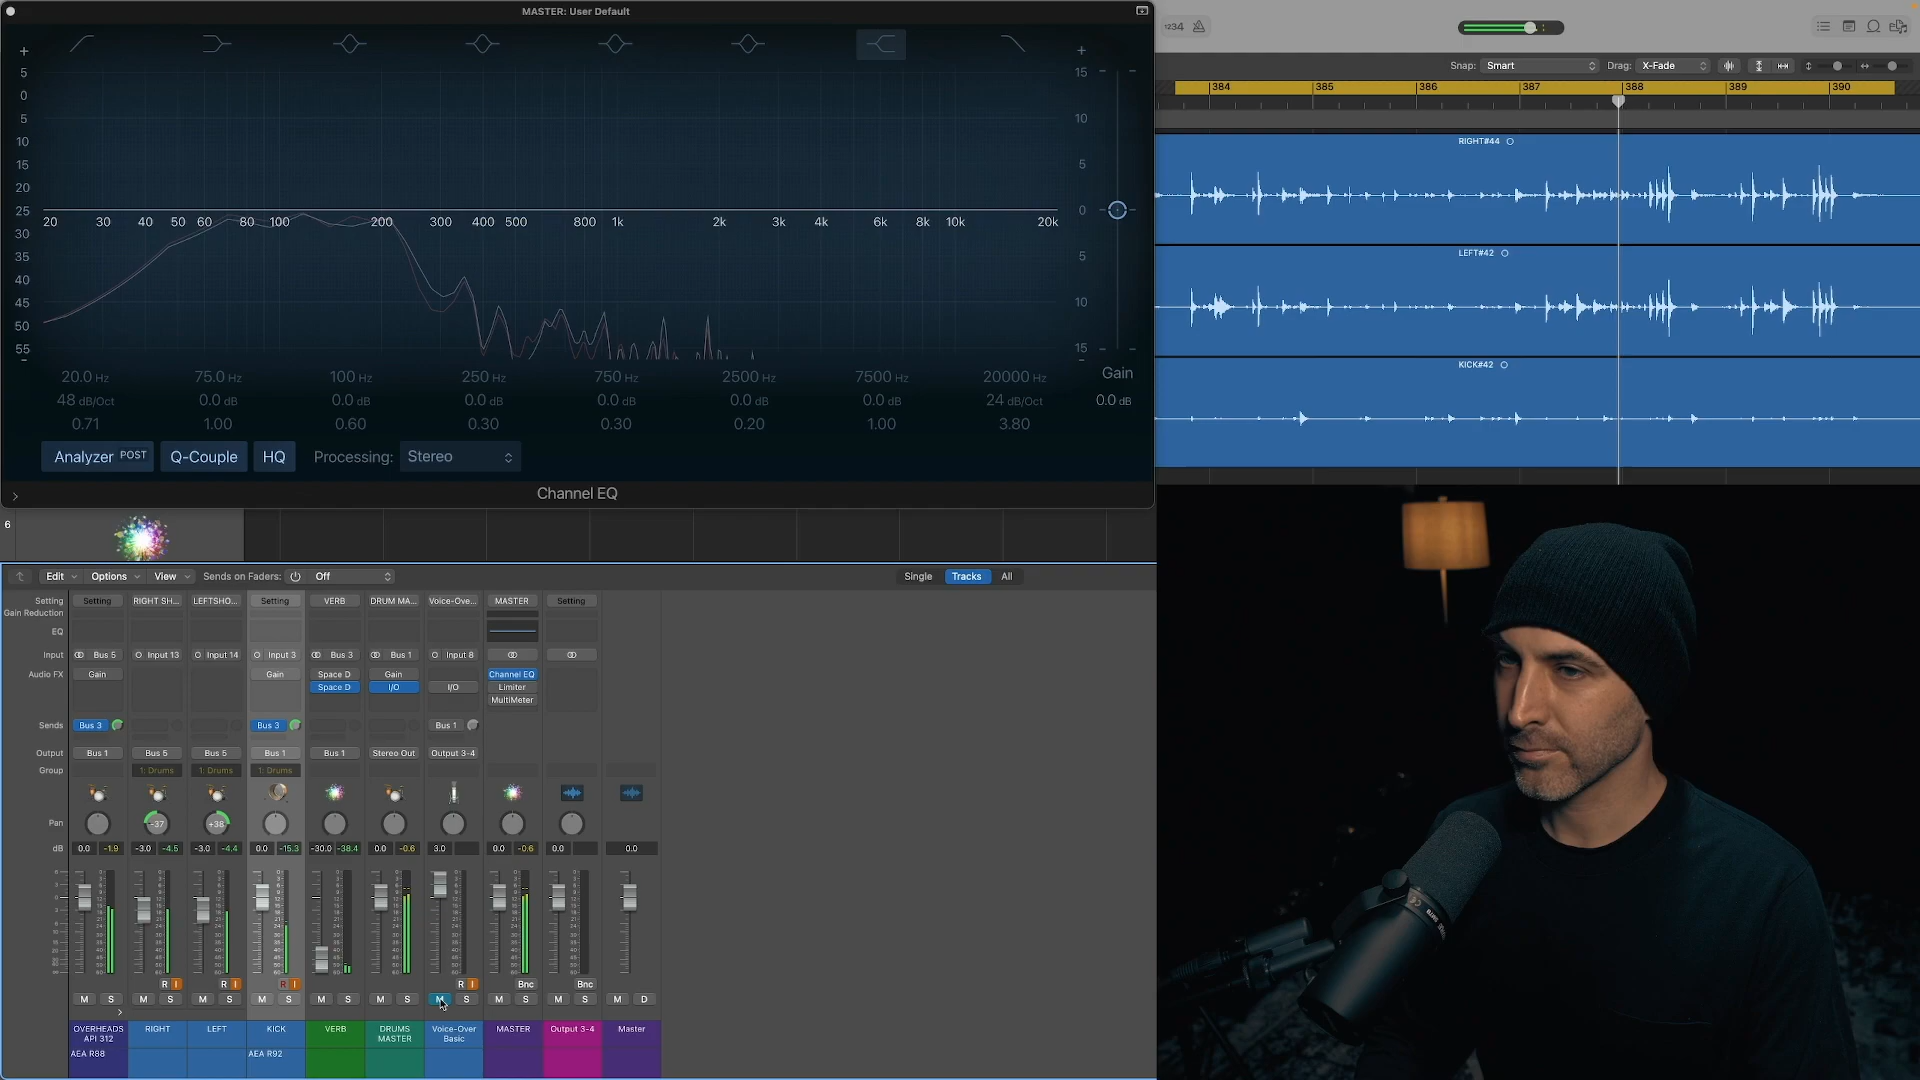 MASTER: User Default
1234
Snap: Smart Drag: X-Fade
384 385 386 387 388 389 390
5 0 5 10 15 20 25 30 35 40 45 50 55
15 10 5 0 5 10 15
20 30 40 50 60 80 100 200 300 400 500 800 1k 2k 3k 4k 6k 8k 10k 20k
RIGHT#44
LEFT#42
KICK#42
20.0 Hz 75.0 Hz 100 Hz 250 Hz 750 Hz 2500 Hz 7500 Hz 20000 Hz Gain
48 dB/Oct 0.0 dB 0.0 dB 0.0 dB 0.0 dB 0.0 dB 0.0 dB 24 dB/Oct 0.0 dB
0.71 1.00 0.60 0.30 0.30 0.20 1.00 3.80
Analyzer POST Q-Couple HQ Processing: Stereo
Channel EQ
6
Edit Options View Sends on Faders: Off Single Tracks All
Setting Setting RIGHT SH... LEFTSHO... Setting VERB DRUM MA... Voice-Ove... MASTER Setting
Gain Reduction
EQ
Input Bus 5 Input 13 Input 14 Input 3 Bus 3 Bus 1 Input 8
Audio FX Gain Gain Space D Gain Channel EQ
Space D I/O I/O Limiter
MultiMeter
Sends Bus 3 Bus 3 Bus 1
Output Bus 1 Bus 5 Bus 5 Bus 1 Bus 1 Stereo Out Output 3-4
Group 1: Drums 1: Drums 1: Drums
Pan -37 +38
dB 0.0 -1.9 -3.0 -4.5 -3.0 -4.4 0.0 -15.3 -30.0 -38.4 0.0 -0.6 3.0 0.0 -0.6 0.0 0.0
R I R I R I R I Bnc Bnc
M S M S M S M S M S M S M S M S M S M D
OVERHEADS API 312 RIGHT LEFT KICK VERB DRUMS MASTER Voice-Over Basic MASTER Output 3-4 Master
AEA R88 AEA R92